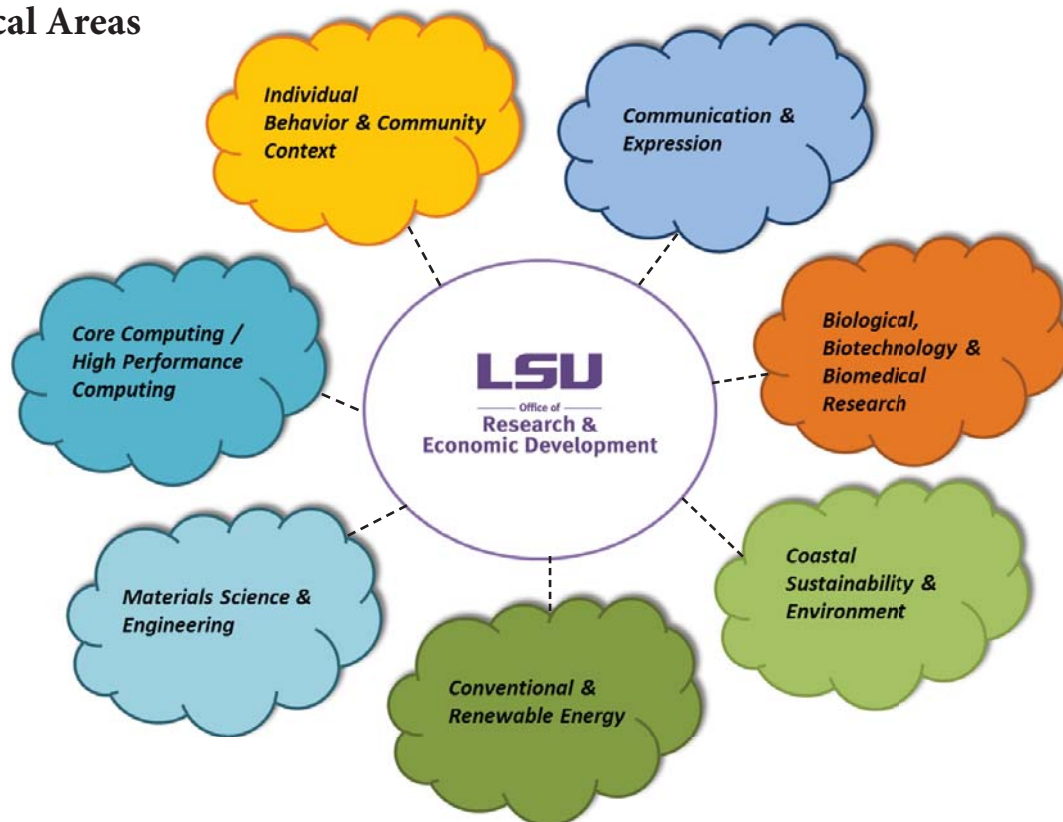 cal Areas
Individual
Behavior & Community
Context
Communication &
Expression
Core Computing /
High Performance
Computing
LSU
Office of
Research &
Economic Development
Biological,
Biotechnology &
Biomedical
Research
Materials Science &
Engineering
Coastal
Sustainability &
Environment
Conventional &
Renewable Energy